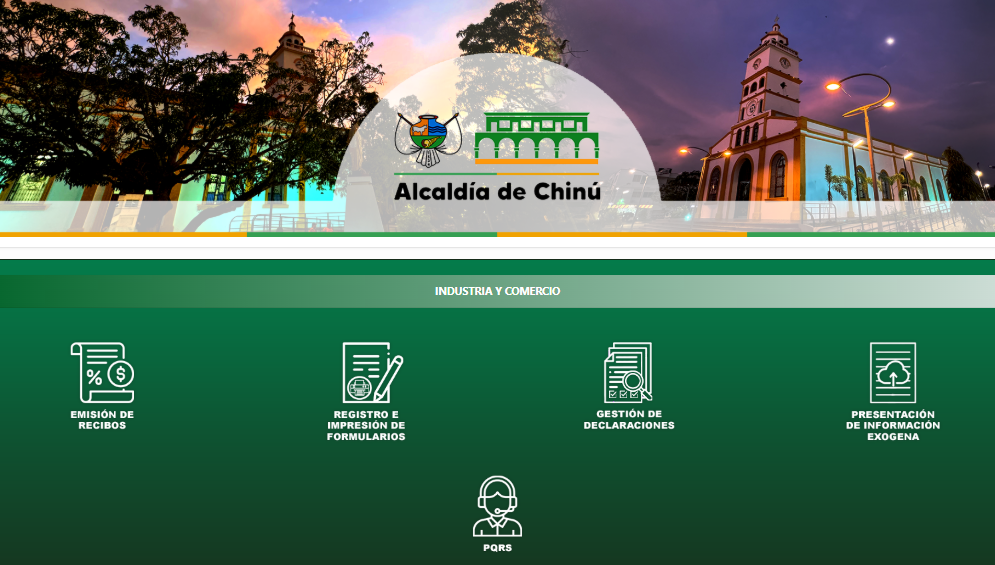 Alcaldía de Chinú
INDUSTRIA Y COMERCIO
EMISIÓN DE
RECIBOS
REGISTRO E
IMPRESIÓN DE
FORMULARIOS
GESTIÓN DE
DECLARACIONES
PRESENTACIÓN
DE INFORMACIÓN
EXOGENA
PQRS